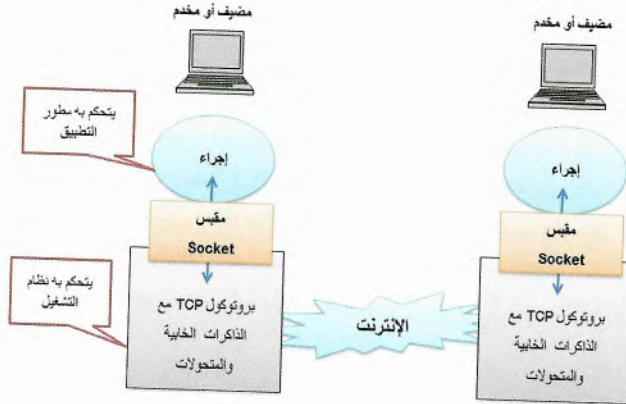 مضيف أو مخدم
مضيف أو مخدم
يتحكم به مطور
التطبيق
إجراء
إجراء
مقبس
Socket
مقبس
Socket
يتحكم به نظام
التشغيل
بروتوكول TCP مع
الذاكرات الخابية
والمتحولات
الإنترنت
بروتوكول TCP مع
الذاكرات الخابية
والمتحولات